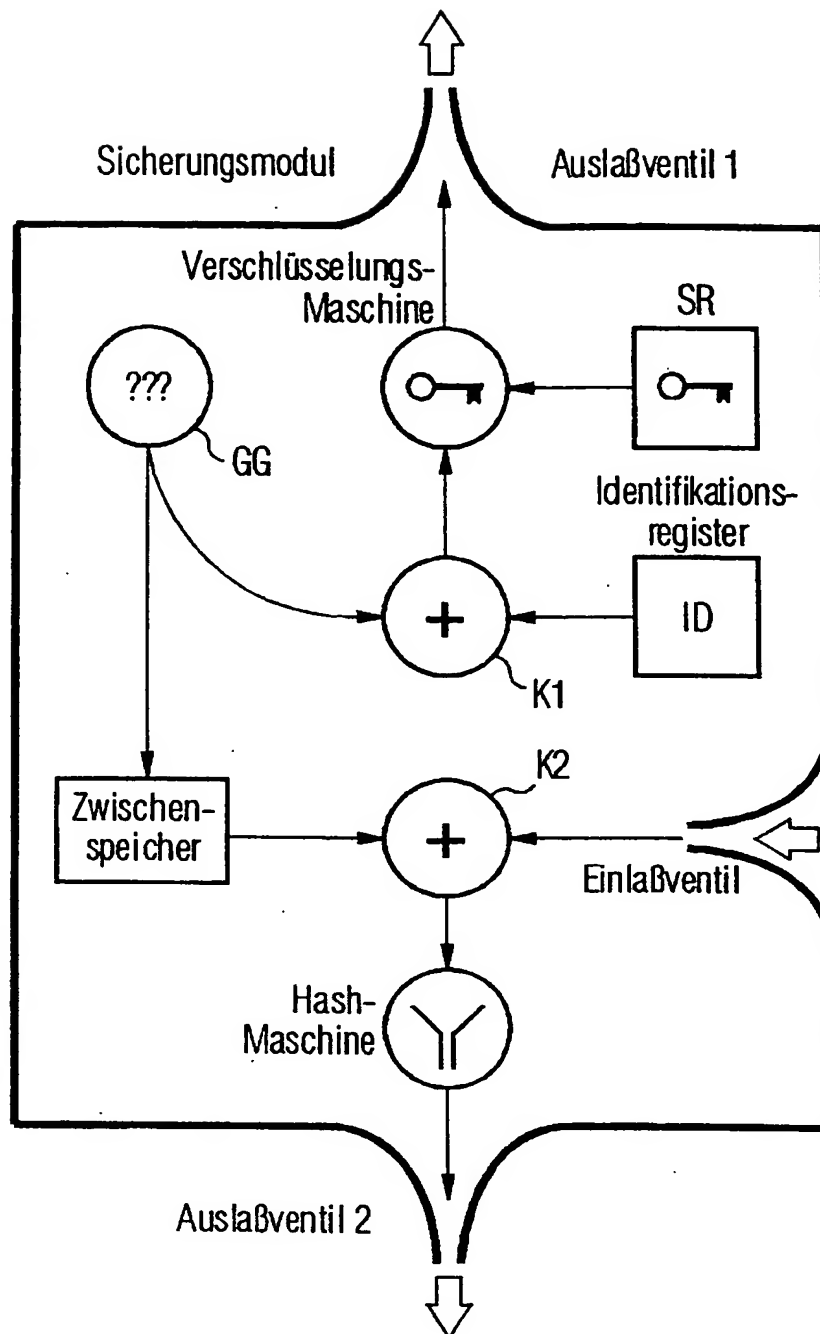 Sicherungsmodul
Auslaßventil 1
Verschlüsselungs-
Maschine
SR
???
GG
Identifikations-
register
+
ID
K1
K2
Zwischen-
speicher
+
Einlaßventil
Hash-
Maschine
Auslaßventil 2